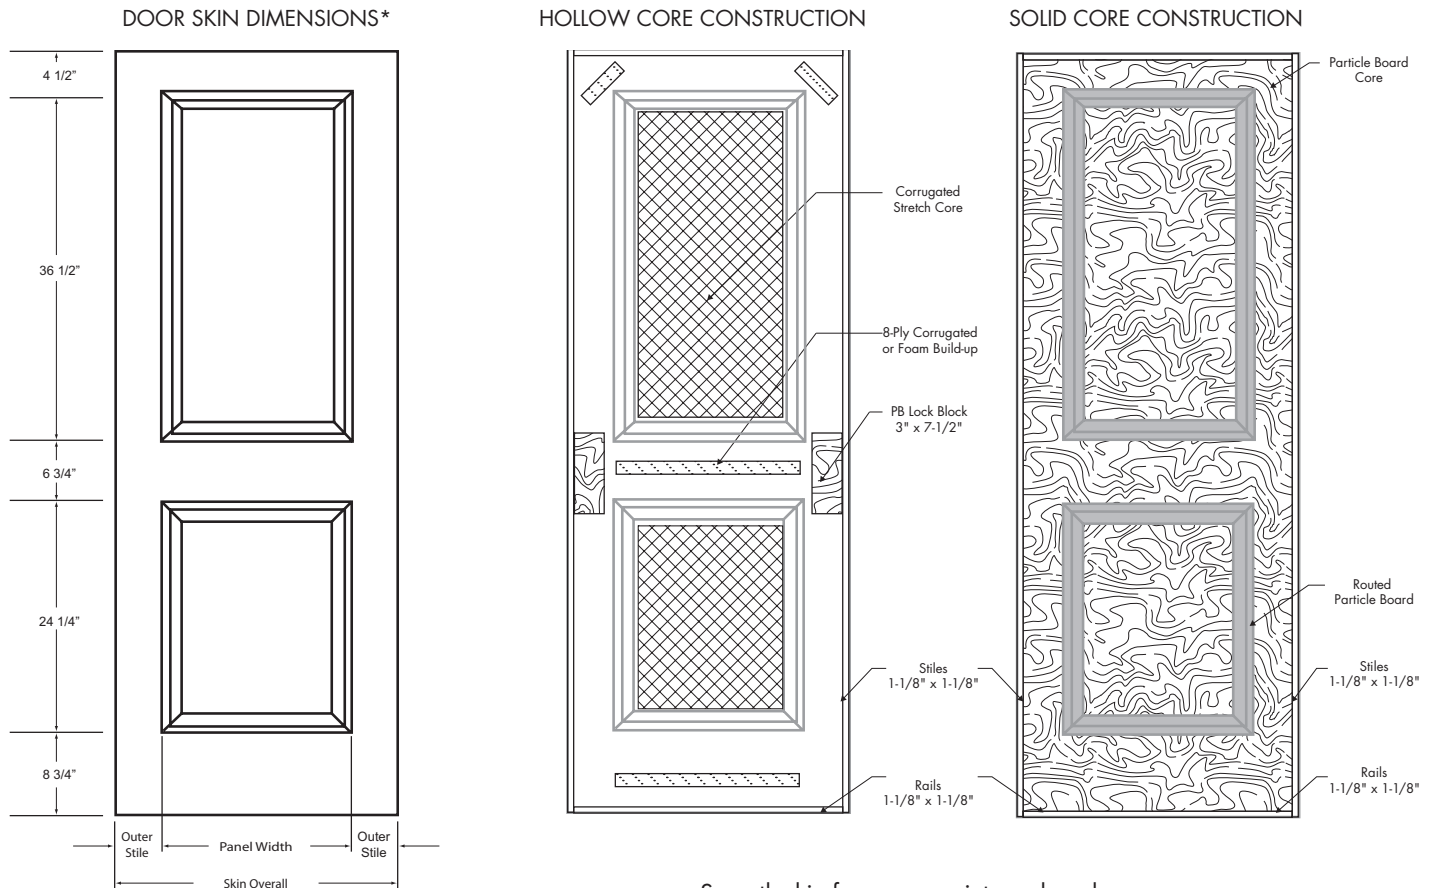 DOOR SKIN DIMENSIONS*
4 1/2”
36 1/2”
6 3/4”
24 1/4”
8 3/4”
Outer
Stile
Panel Width
Outer
Stile
Skin Overall
HOLLOW CORE CONSTRUCTION
Corrugated
Stretch Core
8-Ply Corrugated
or Foam Build-up
PB Lock Block
3" x 7-1/2"
Stiles
1-1/8" x 1-1/8"
Rails
1-1/8" x 1-1/8"
SOLID CORE CONSTRUCTION
Particle Board
Core
Routed
Particle Board
Stiles
1-1/8" x 1-1/8"
Rails
1-1/8" x 1-1/8"